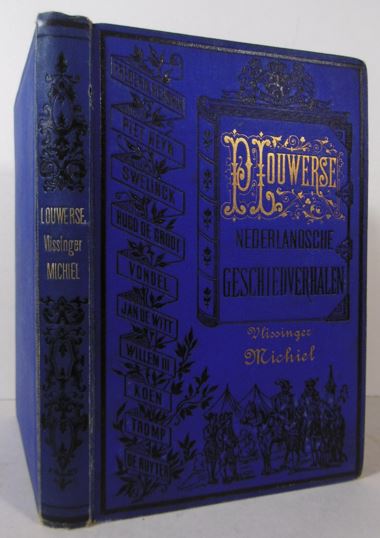 LOUWERSE.
Vlissinger
MICHIEL
PIET HEYN
SWELINCK
HUGO DE GROOT
VONDEL
JAN DE WITT
WILLEM III
KOEN
TROMP
DE RUYTER
P. LOUWERSE
NEDERLANDSCHE
GESCHIEDVERHALEN
Vlissinger
Michiel